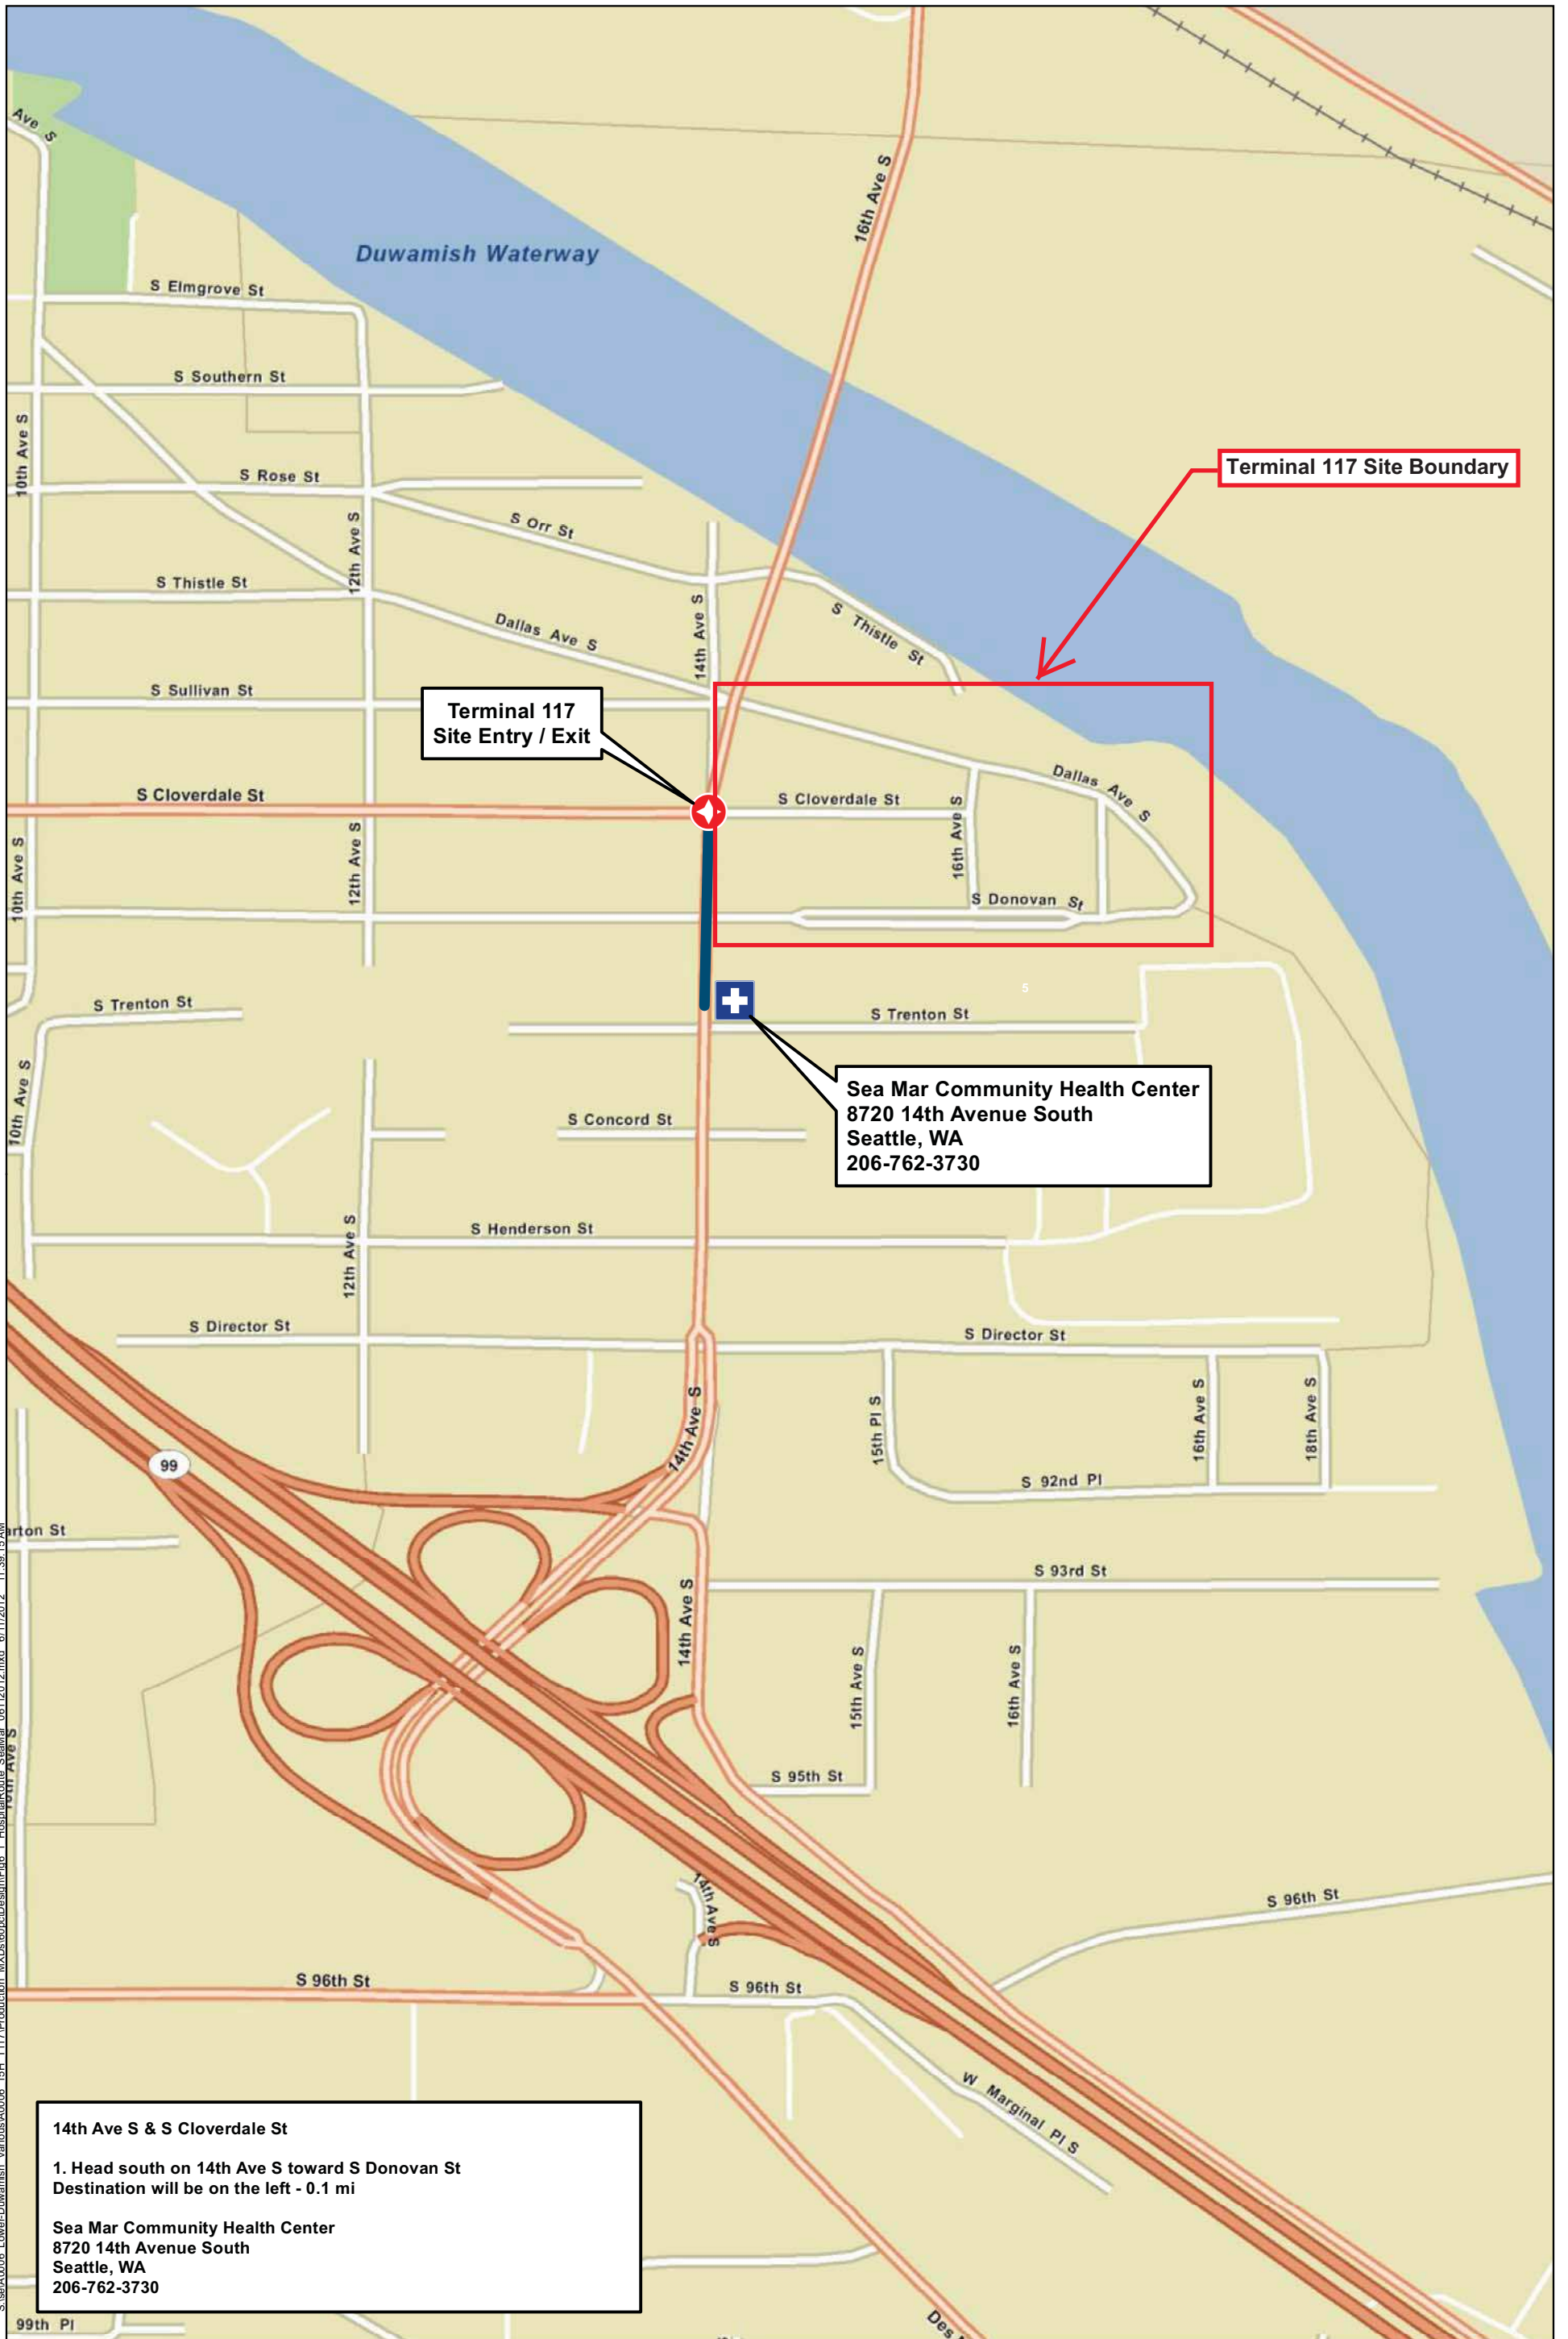 Ave S
16th Ave S
Duwamish Waterway
S Elmgrove St
S Southern St
10th Ave S
Terminal 117 Site Boundary
S Rose St
S Orr St
12th Ave S
S Thistle St
14th Ave S
S Thistle St
Dallas Ave S
S Sullivan St
Terminal 117
Site Entry / Exit
S Cloverdale St
S Cloverdale St
Dallas Ave S
10th Ave S
12th Ave S
16th Ave S
S Donovan St
5
S Trenton St
S Trenton St
Sea Mar Community Health Center
8720 14th Avenue South
Seattle, WA
206-762-3730
10th Ave S
S Concord St
12th Ave S
S Henderson St
S Director St
S Director St
14th Ave S
15th Pl S
16th Ave S
18th Ave S
99
S 92nd Pl
arton St
S 93rd St
14th Ave S
15th Ave S
16th Ave S
10th Ave S
S 95th St
14th Ave S
S 96th St
S 96th St
S 96th St
W Marginal Pl S
14th Ave S & S Cloverdale St
1. Head south on 14th Ave S toward S Donovan St
Destination will be on the left - 0.1 mi
Sea Mar Community Health Center
8720 14th Avenue South
Seattle, WA
206-762-3730
99th Pl
Des